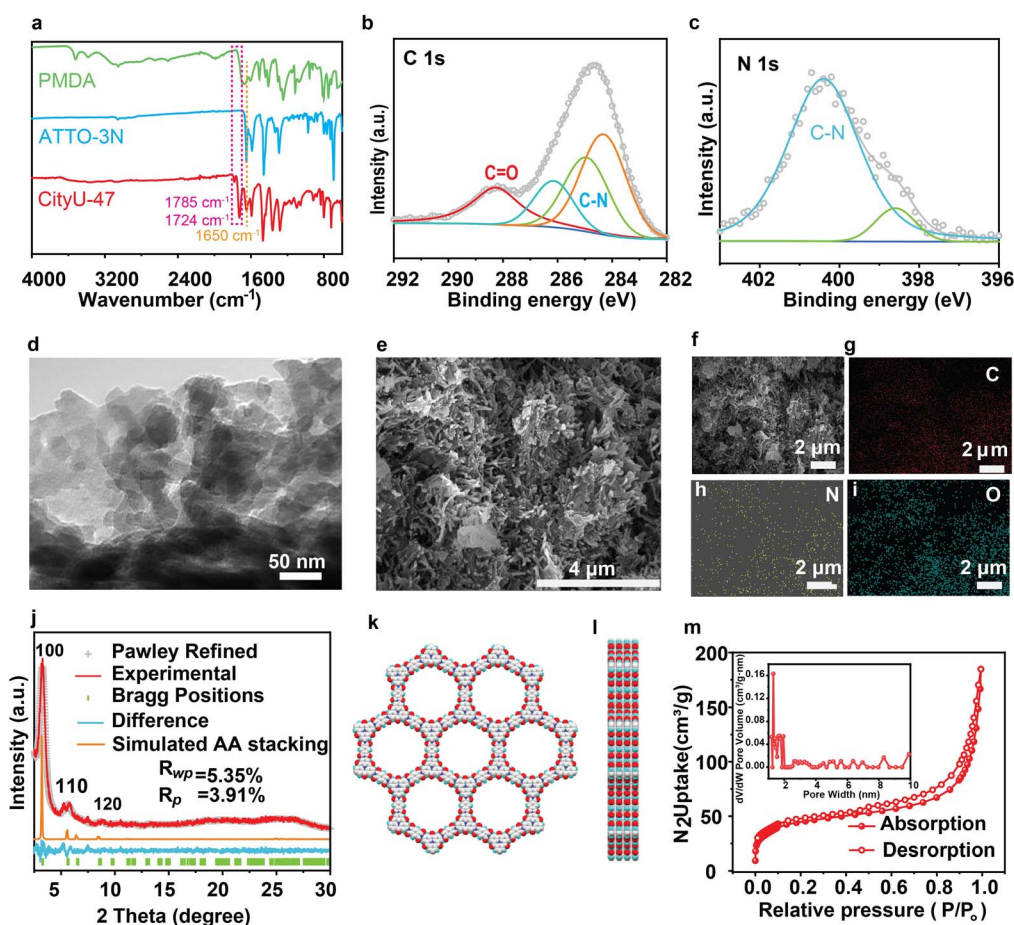 a
PMDA
ATTO-3N
CityU-47
1785 cm⁻¹
1724 cm⁻¹
1650 cm⁻¹
4000 3200 2400 1600 800
Wavenumber (cm⁻¹)
b
C 1s
C=O
C-N
Intensity (a.u.)
292 290 288 286 284 282
Binding energy (eV)
c
N 1s
C-N
Intensity (a.u.)
402 400 398 396
Binding energy (eV)
d
50 nm
e
4 µm
f
2 µm
g
C
2 µm
h
N
2 µm
i
O
2 µm
j
100
110
120
Pawley Refined
Experimental
Bragg Positions
Difference
Simulated AA stacking
R_wp =5.35%
R_p =3.91%
Intensity (a.u.)
5 10 15 20 25 30
2 Theta (degree)
k
l
m
200
150
100
50
0
N₂Uptake(cm³/g)
0.20
0.16
0.12
0.08
0.04
0.00
dV/dW Pore Volume (cm³/g·nm)
2 4 6 8 10
Pore Width (nm)
Absorption
Desrorption
0.0 0.2 0.4 0.6 0.8 1.0
Relative pressure ( P/P₀)